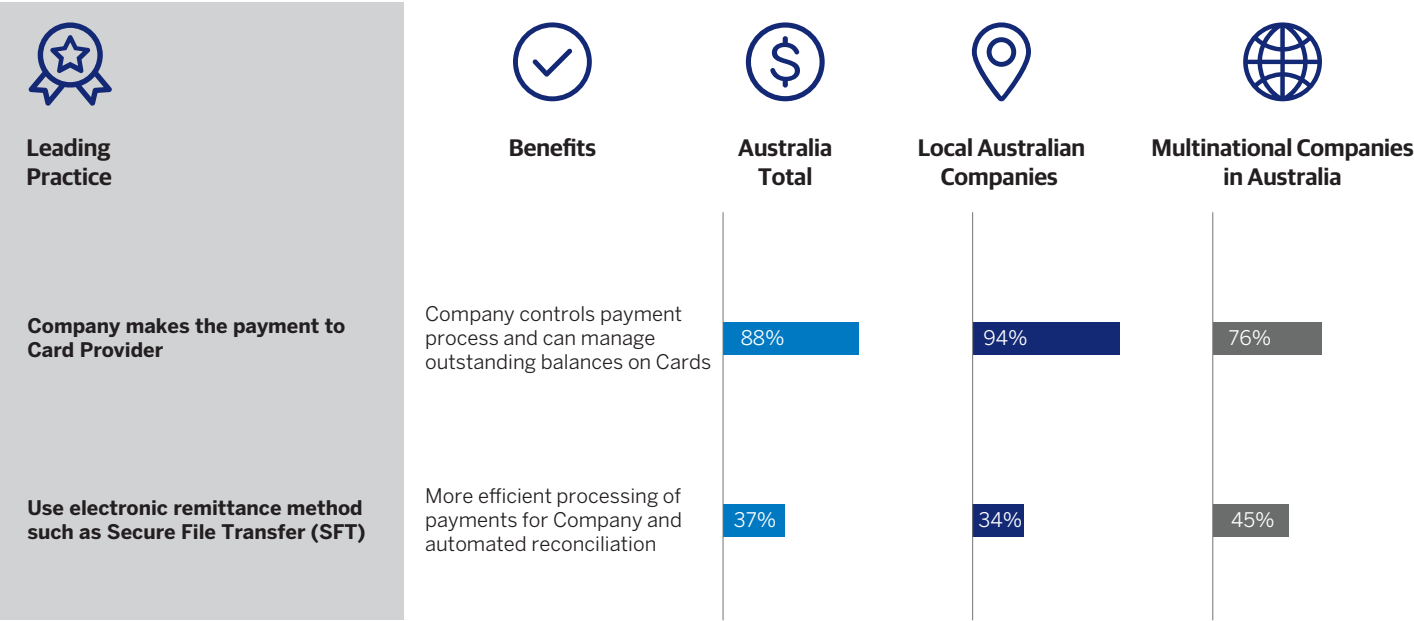 Leading
Practice
Benefits
Australia
Total
Local Australian
Companies
Multinational Companies
in Australia
Company makes the payment to
Card Provider
Company controls payment
process and can manage
outstanding balances on Cards
88%
94%
76%
Use electronic remittance method
such as Secure File Transfer (SFT)
More efficient processing of
payments for Company and
automated reconciliation
37%
34%
45%